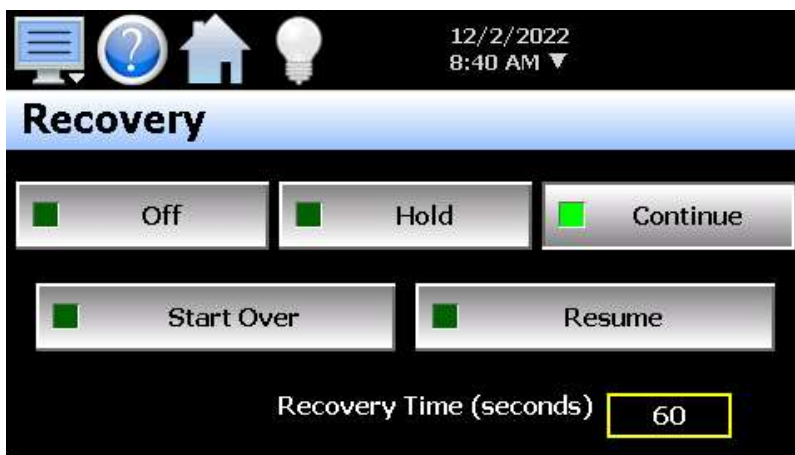 ?
12/2/2022
8:40 AM ▼
Recovery
Off
Hold
Continue
Start Over
Resume
Recovery Time (seconds)
60